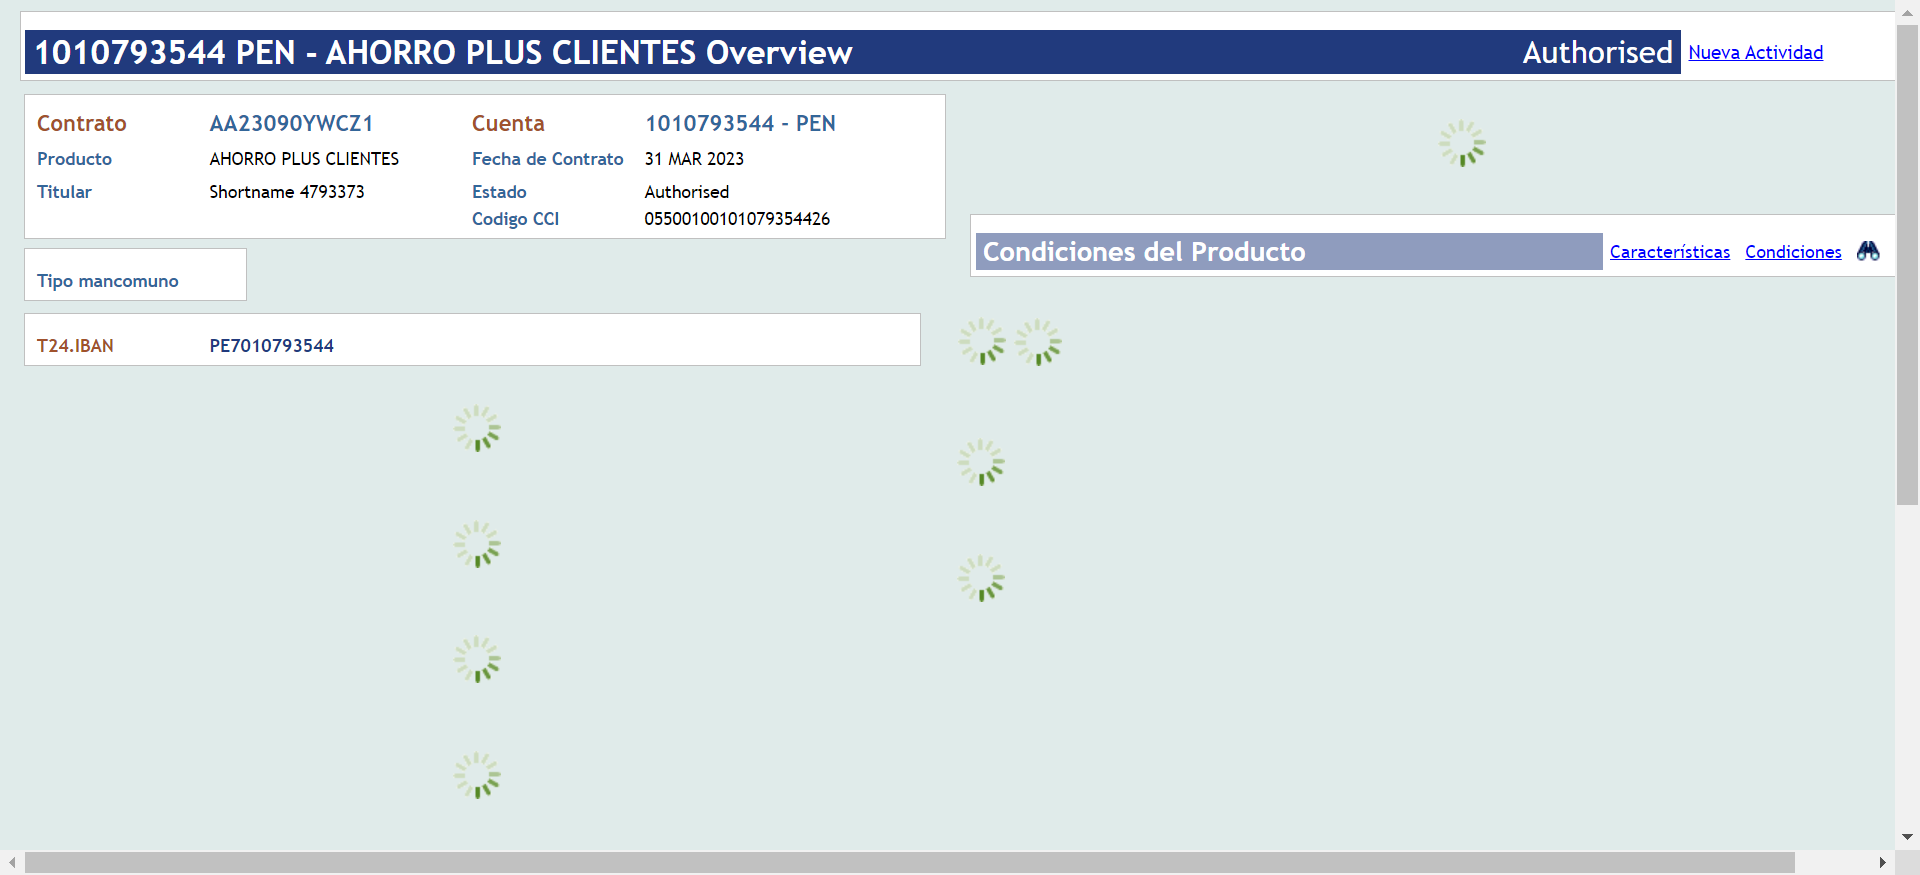 1010793544 PEN - AHORRO PLUS CLIENTES Overview Authorised Nueva Actividad
Contrato AA23090YWCZ1 Cuenta 1010793544 - PEN
Producto AHORRO PLUS CLIENTES Fecha de Contrato 31 MAR 2023
Titular Shortname 4793373 Estado Authorised
Codigo CCI 05500100101079354426
Condiciones del Producto Características Condiciones
Tipo mancomuno
T24.IBAN PE7010793544